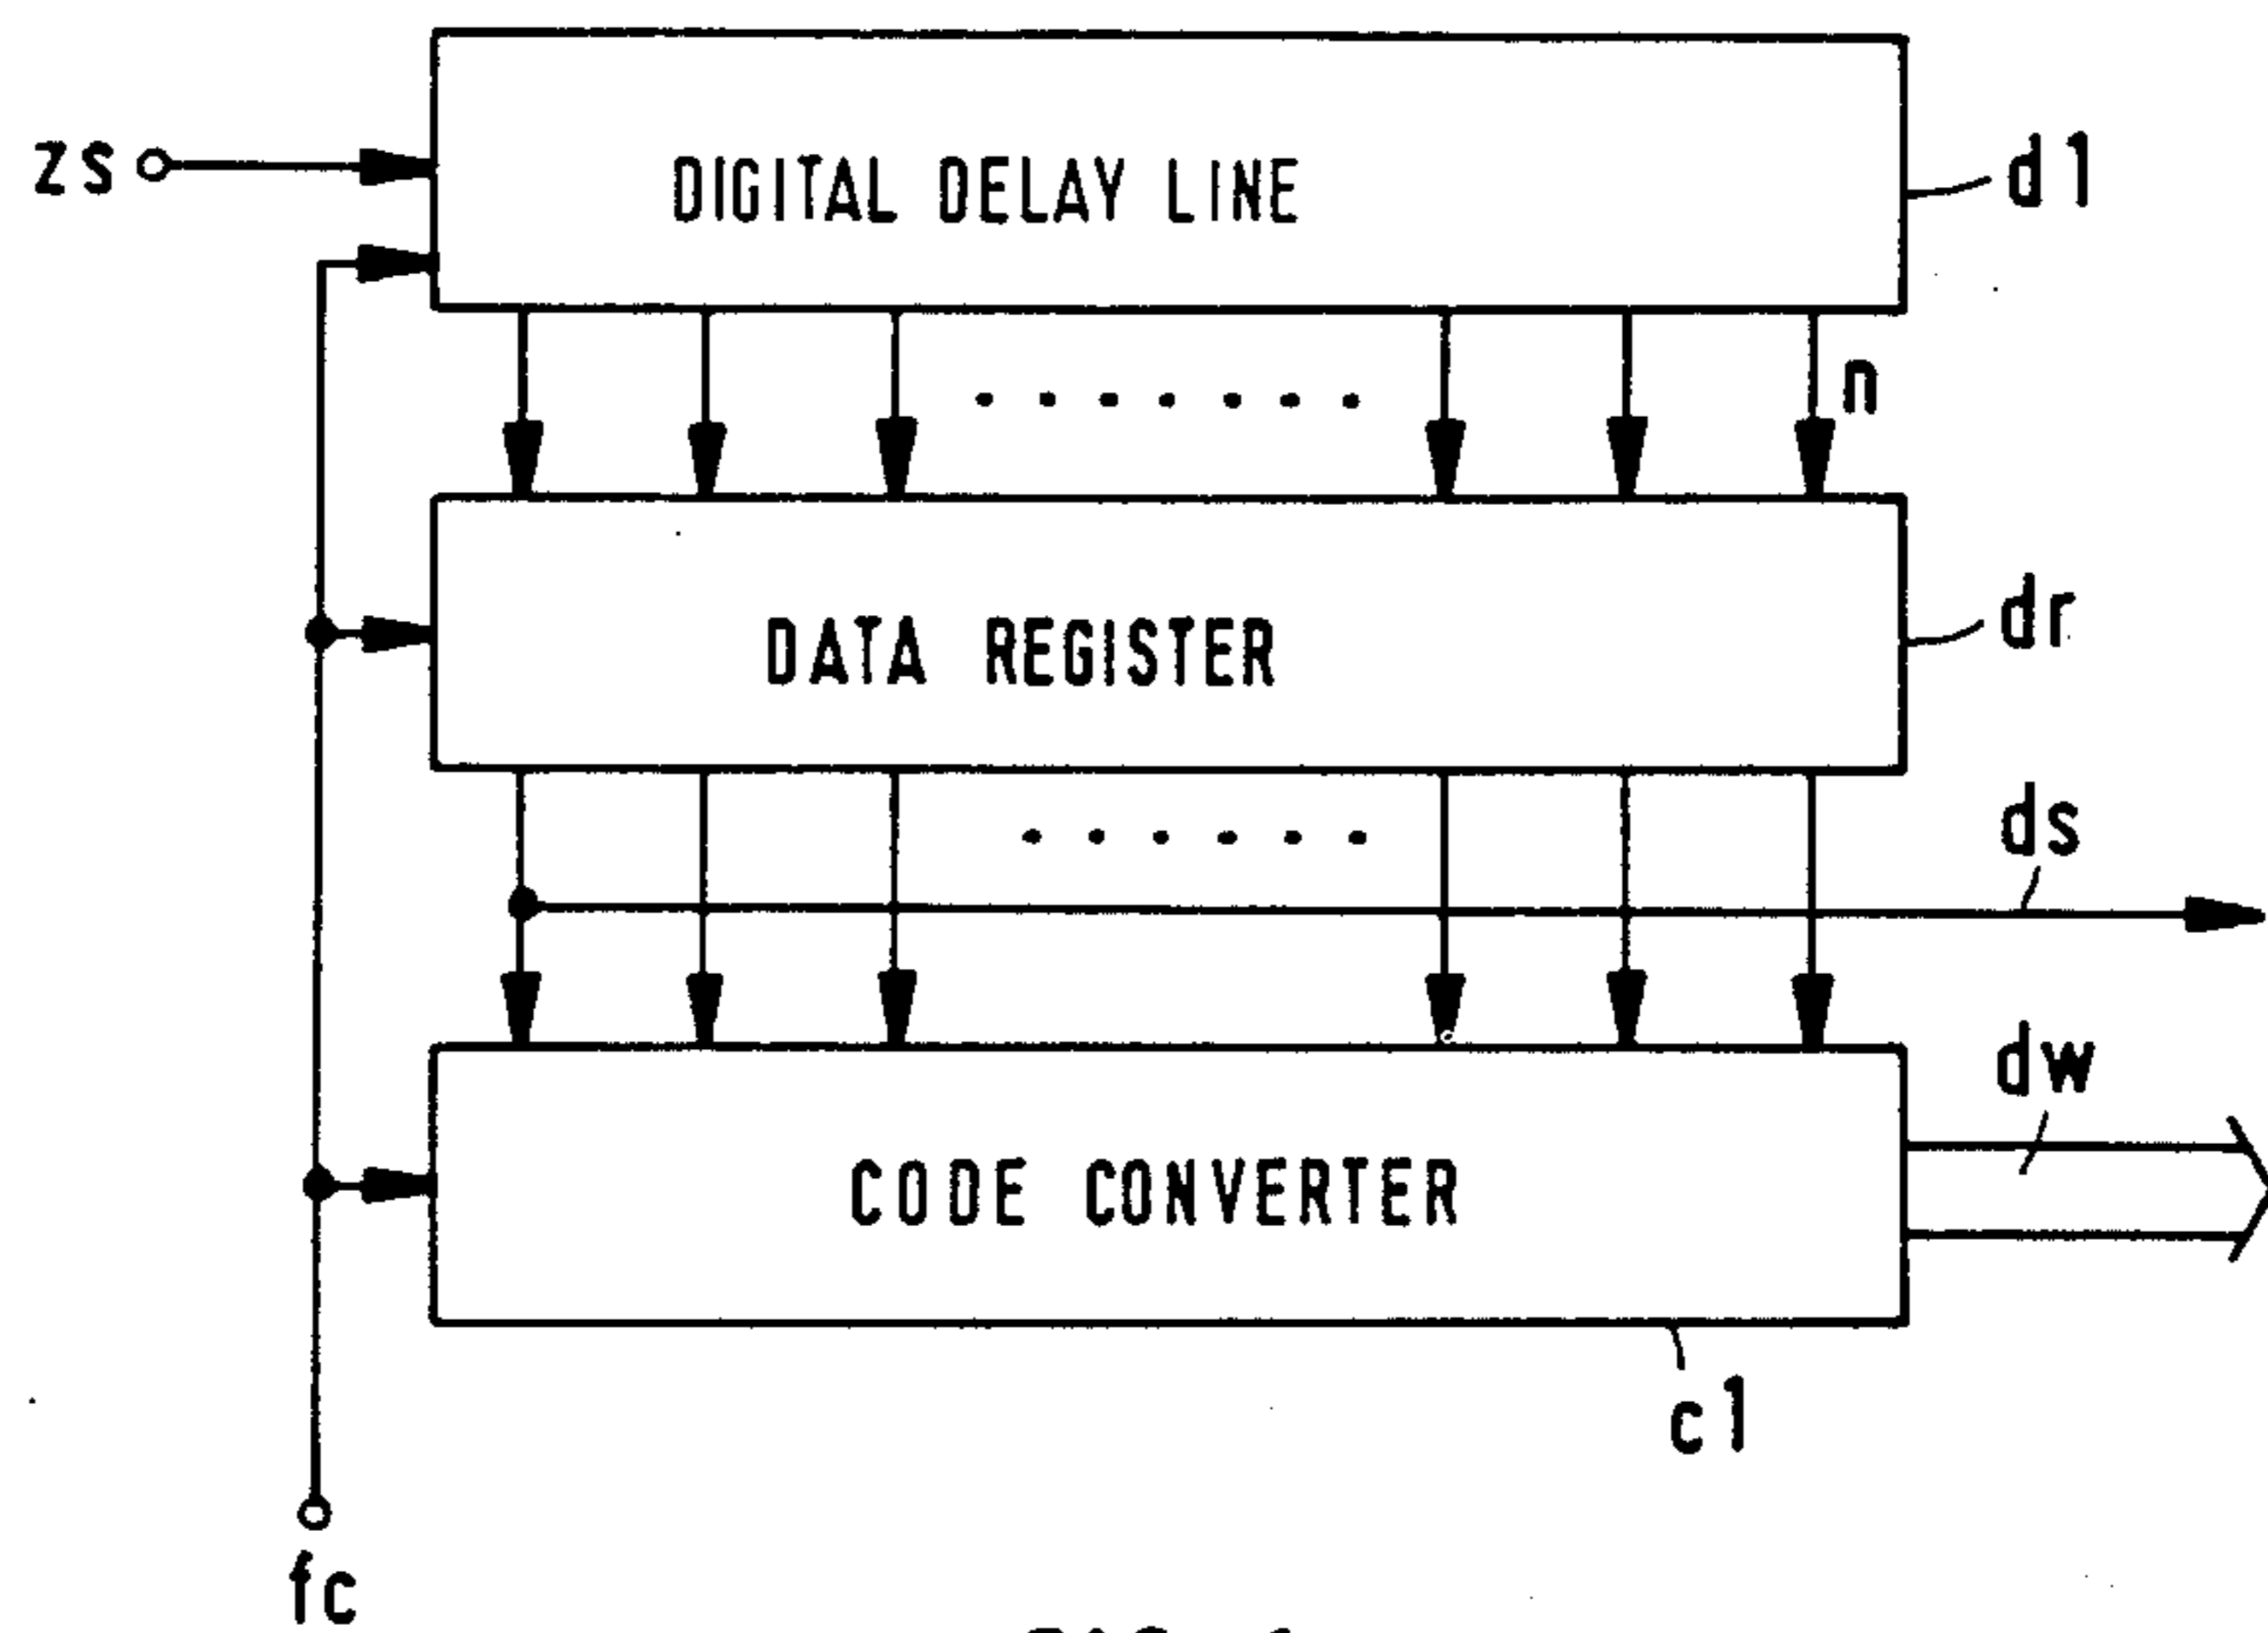 zs
DIGITAL DELAY LINE
d1
n
DATA REGISTER
dr
ds
dw
CODE CONVERTER
c1
fc